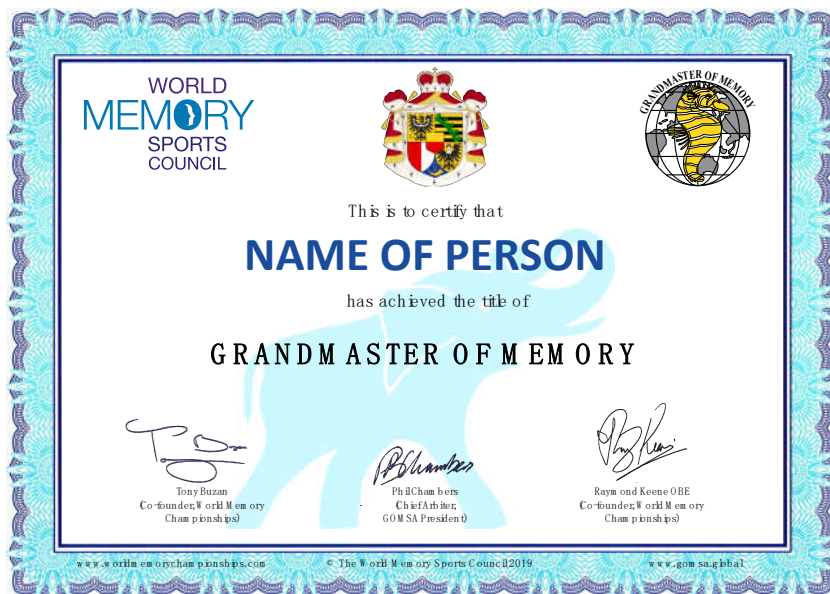 WORLD
MEMORY
SPORTS
COUNCIL
GRANDMASTER OF MEMORY
This is to certify that
NAME OF PERSON
has achieved the title of
GRANDMASTER OF MEMORY
Tony Buzan
(Co-founder, World Memory
Championships)
Phil Chambers
(Chief Arbiter,
GOMSA President)
Raymond Keene OBE
(Co-founder, World Memory
Championships)
www.worldmemorychampionships.com
© The World Memory Sports Council 2019
www.gomsa.global